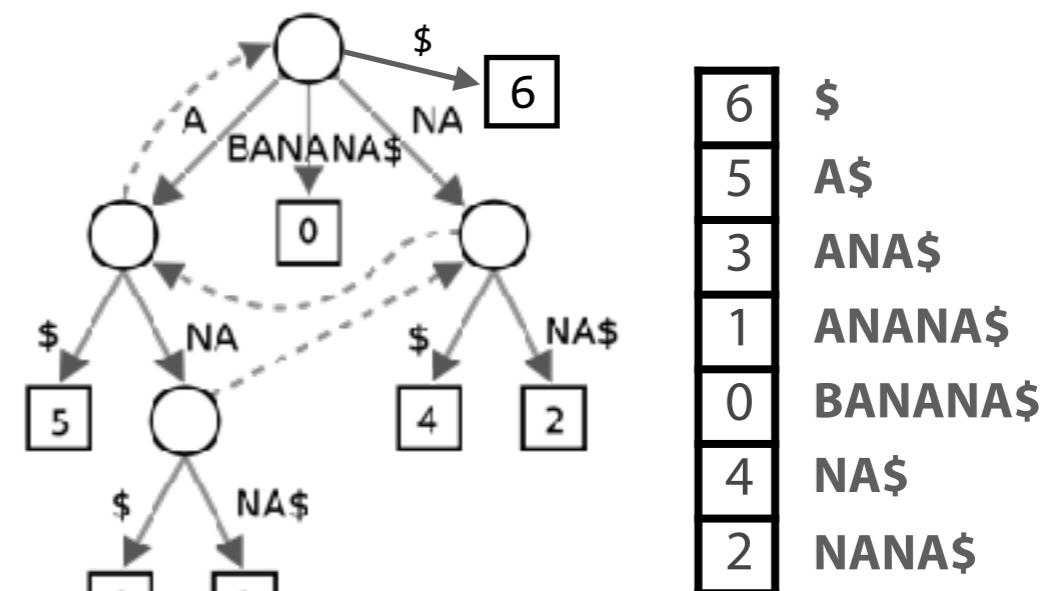 $
6
A
BANANA$
NA
0
$
NA
$
NA$
5
4
2
$
NA$
6 $
5 A$
3 ANA$
1 ANANA$
0 BANANA$
4 NA$
2 NANA$